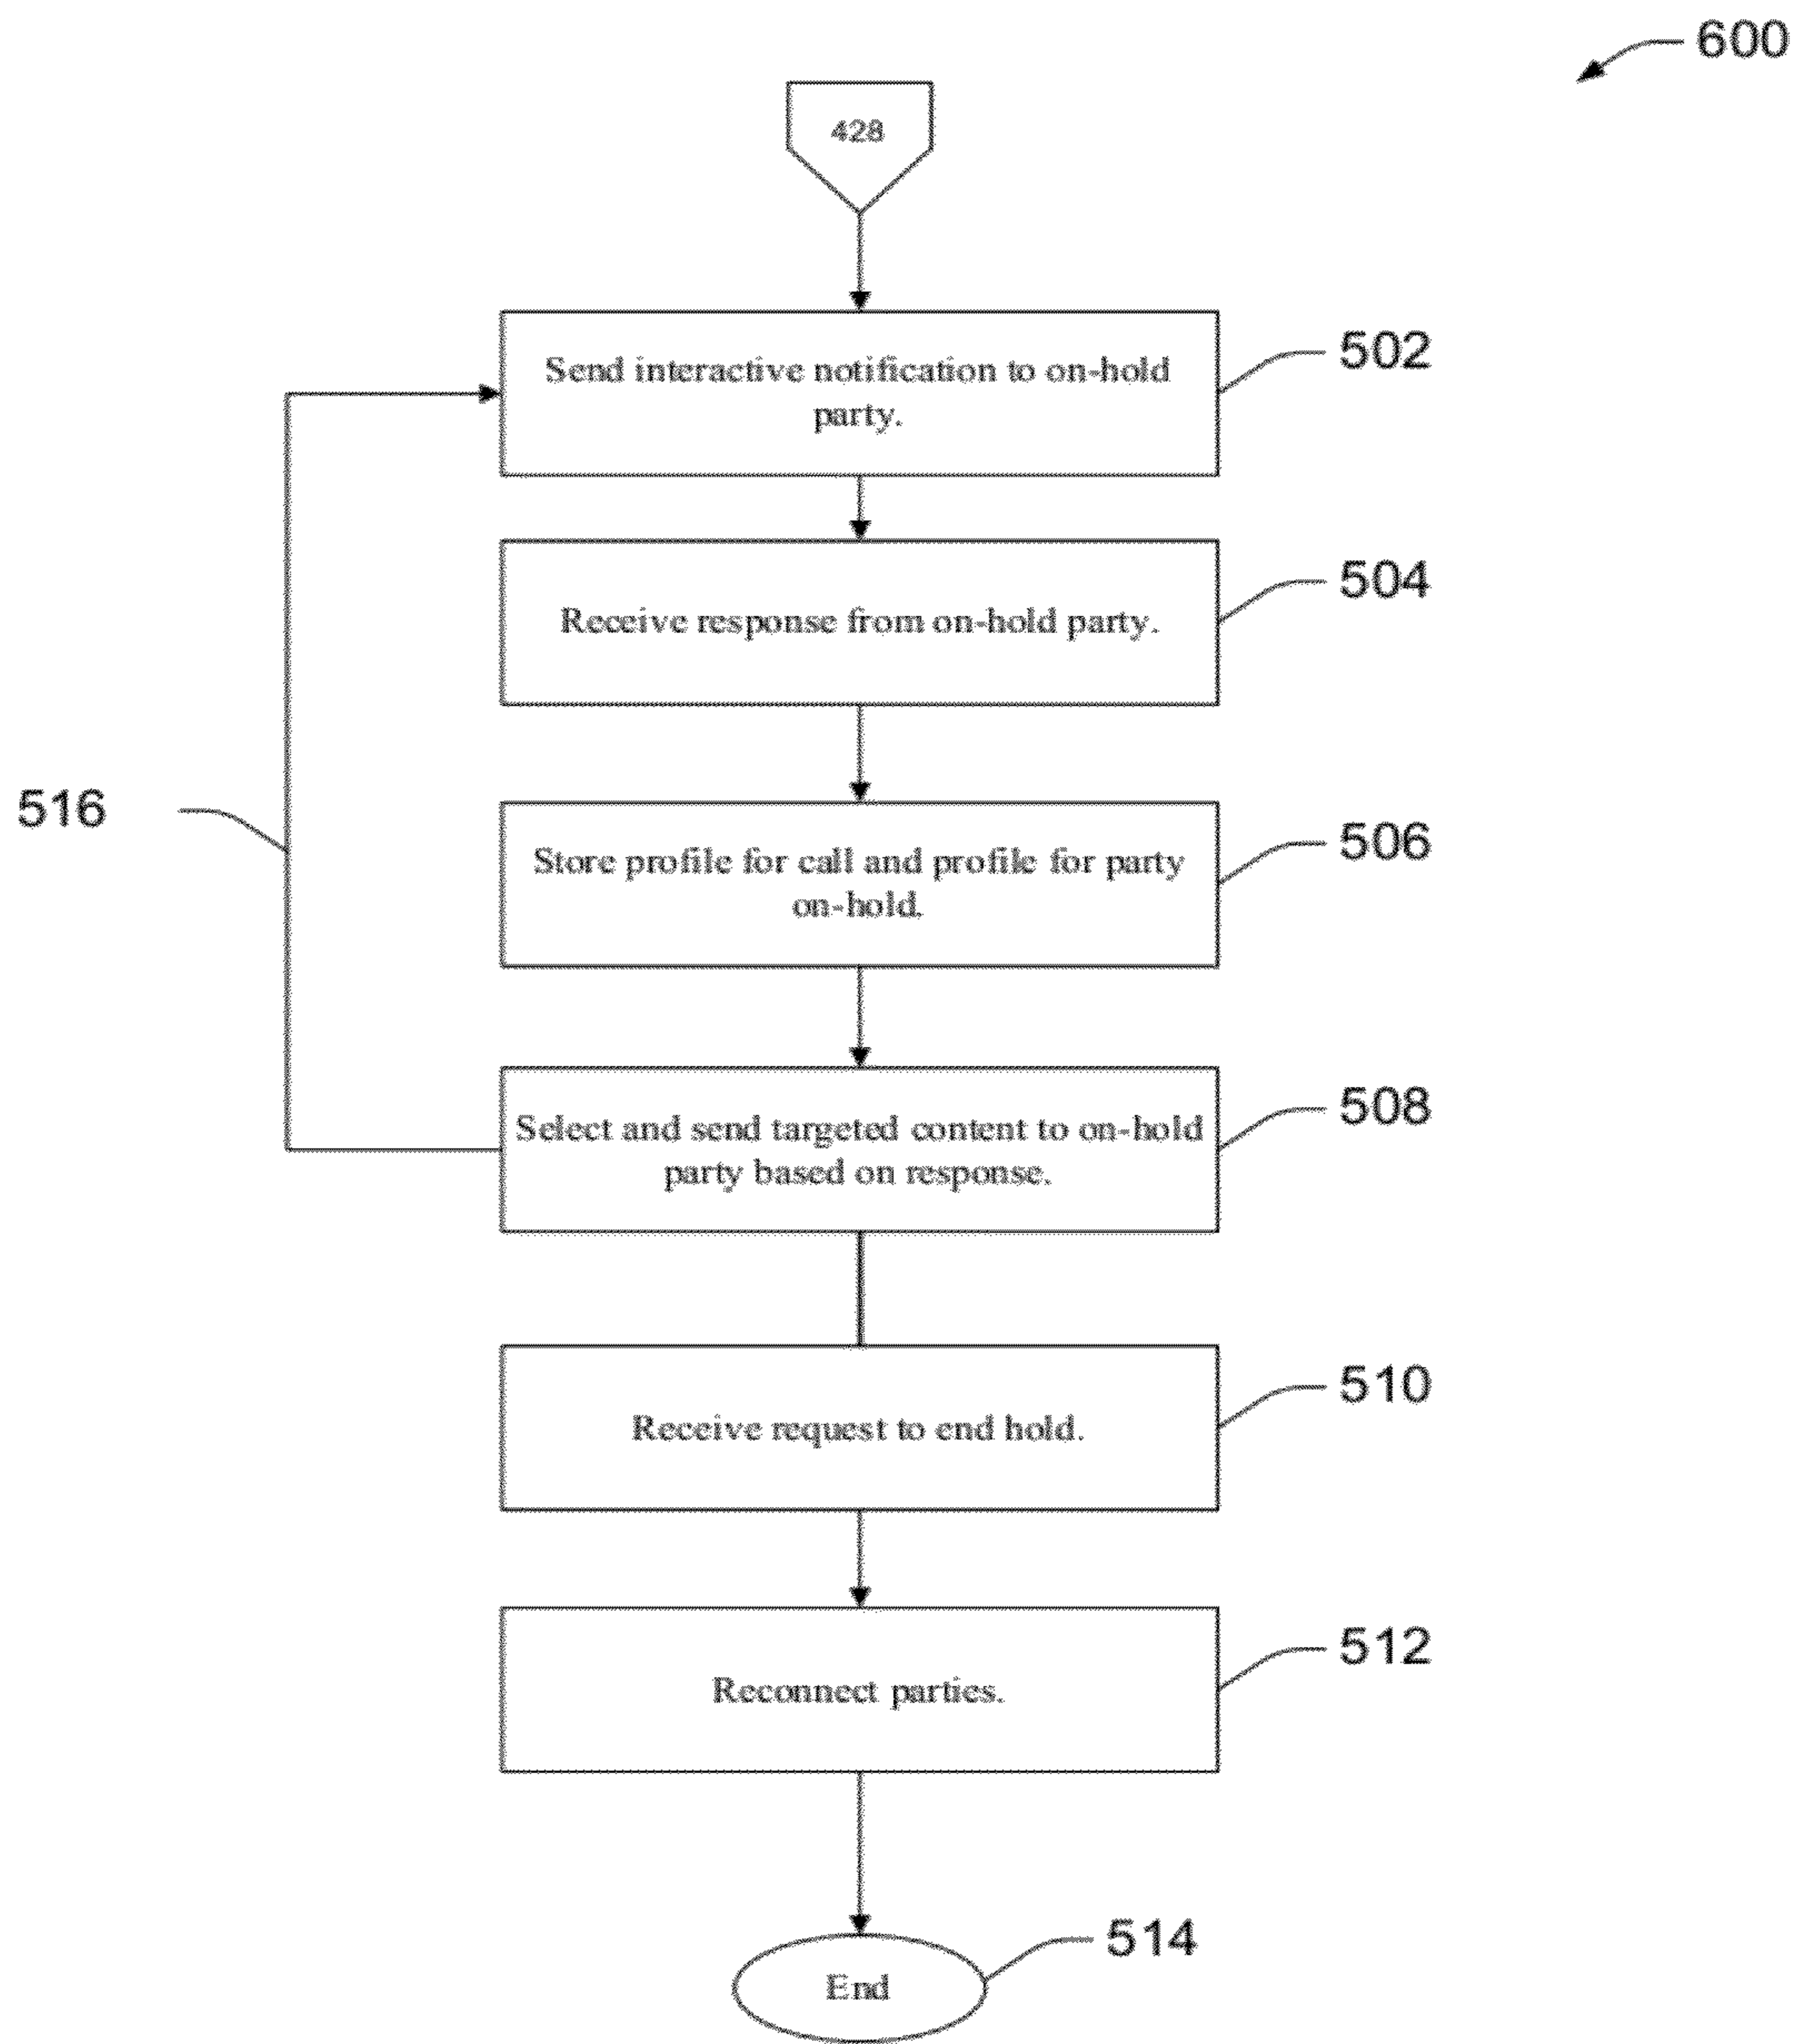 600
428
Send interactive notification to on-hold
party.
502
Receive response from on-hold party.
504
516
Store profile for call and profile for party
on-hold.
506
Select and send targeted content to on-hold
party based on response.
508
Receive request to end hold.
510
Reconnect parties.
512
End
514